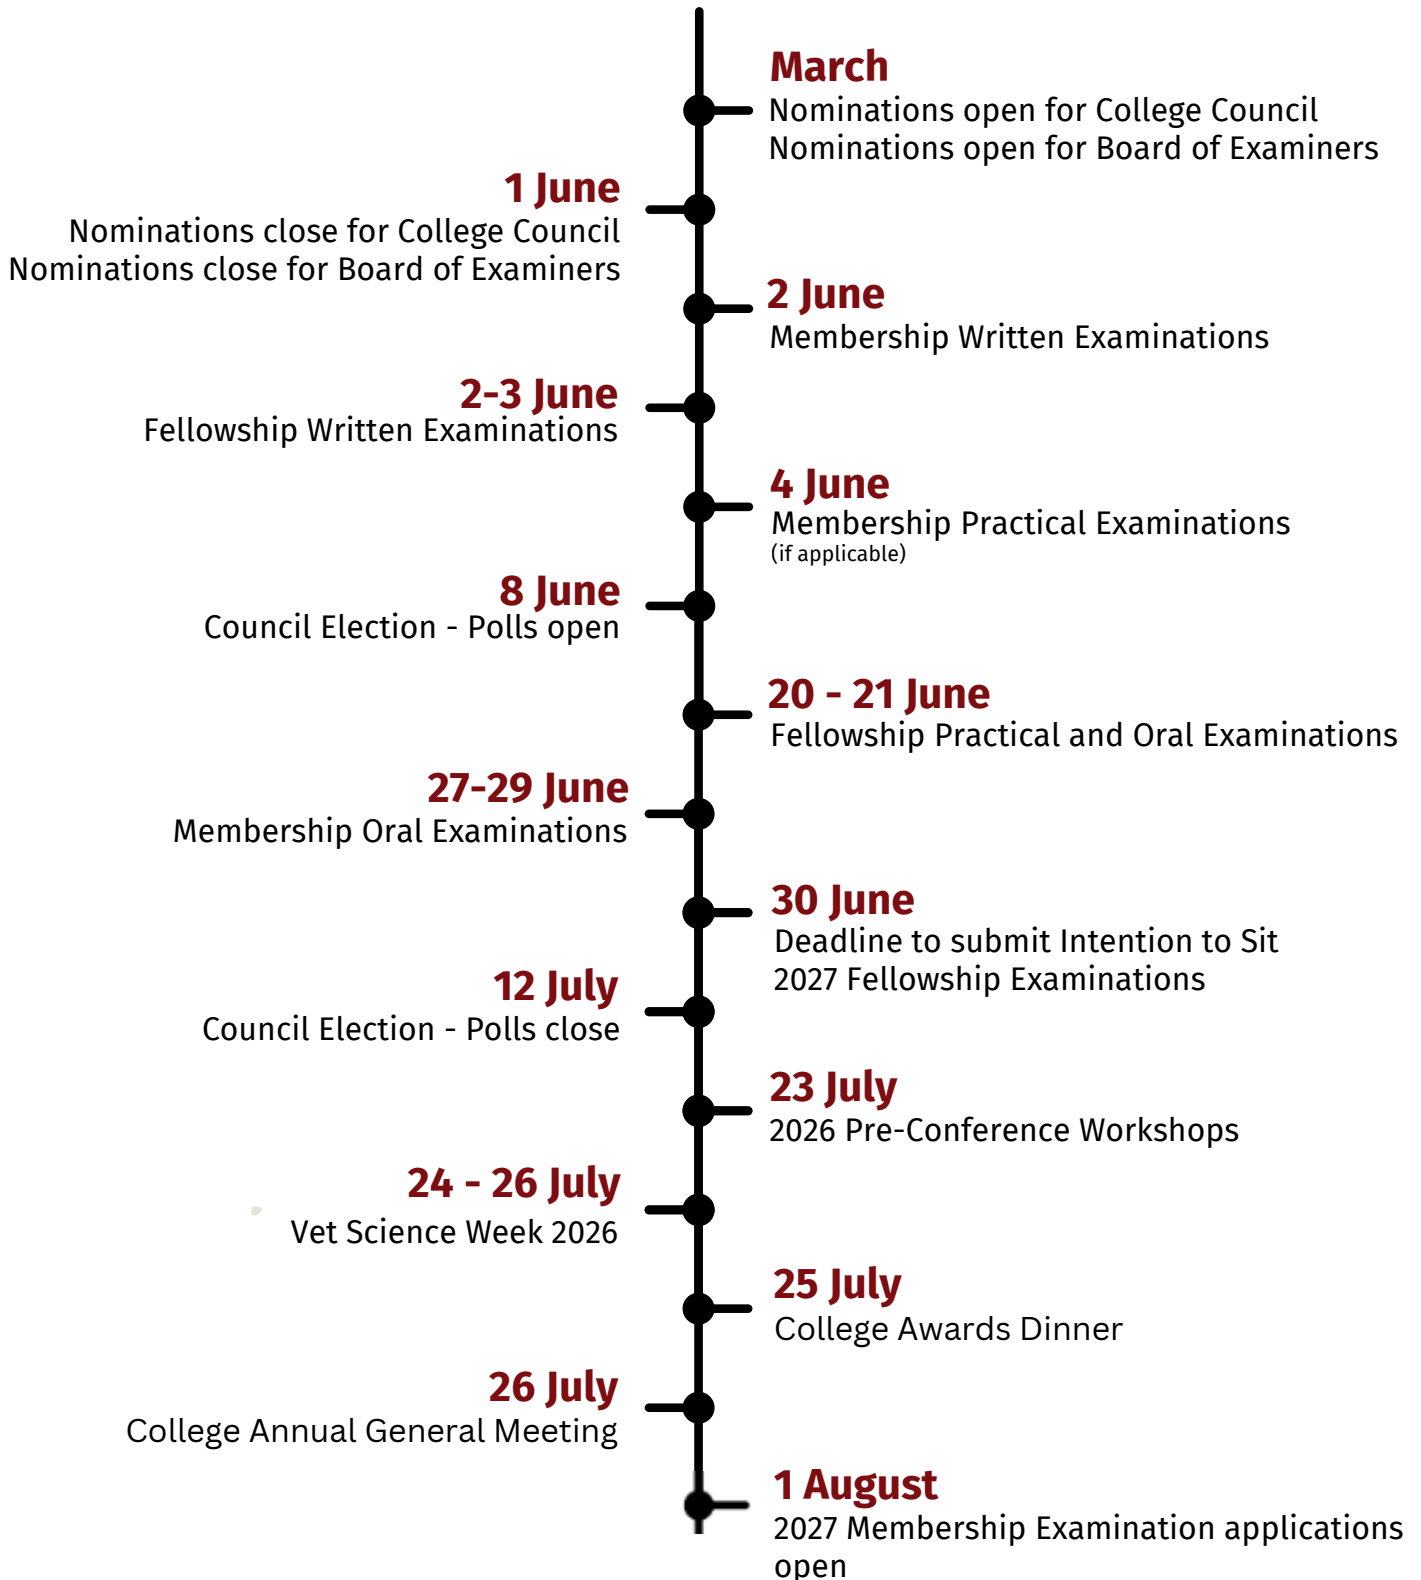 March
Nominations open for College Council
Nominations open for Board of Examiners
1 June
Nominations close for College Council
Nominations close for Board of Examiners
2 June
Membership Written Examinations
2-3 June
Fellowship Written Examinations
4 June
Membership Practical Examinations
(if applicable)
8 June
Council Election - Polls open
20 - 21 June
Fellowship Practical and Oral Examinations
27-29 June
Membership Oral Examinations
30 June
Deadline to submit Intention to Sit
2027 Fellowship Examinations
12 July
Council Election - Polls close
23 July
2026 Pre-Conference Workshops
24 - 26 July
Vet Science Week 2026
25 July
College Awards Dinner
26 July
College Annual General Meeting
1 August
2027 Membership Examination applications
open